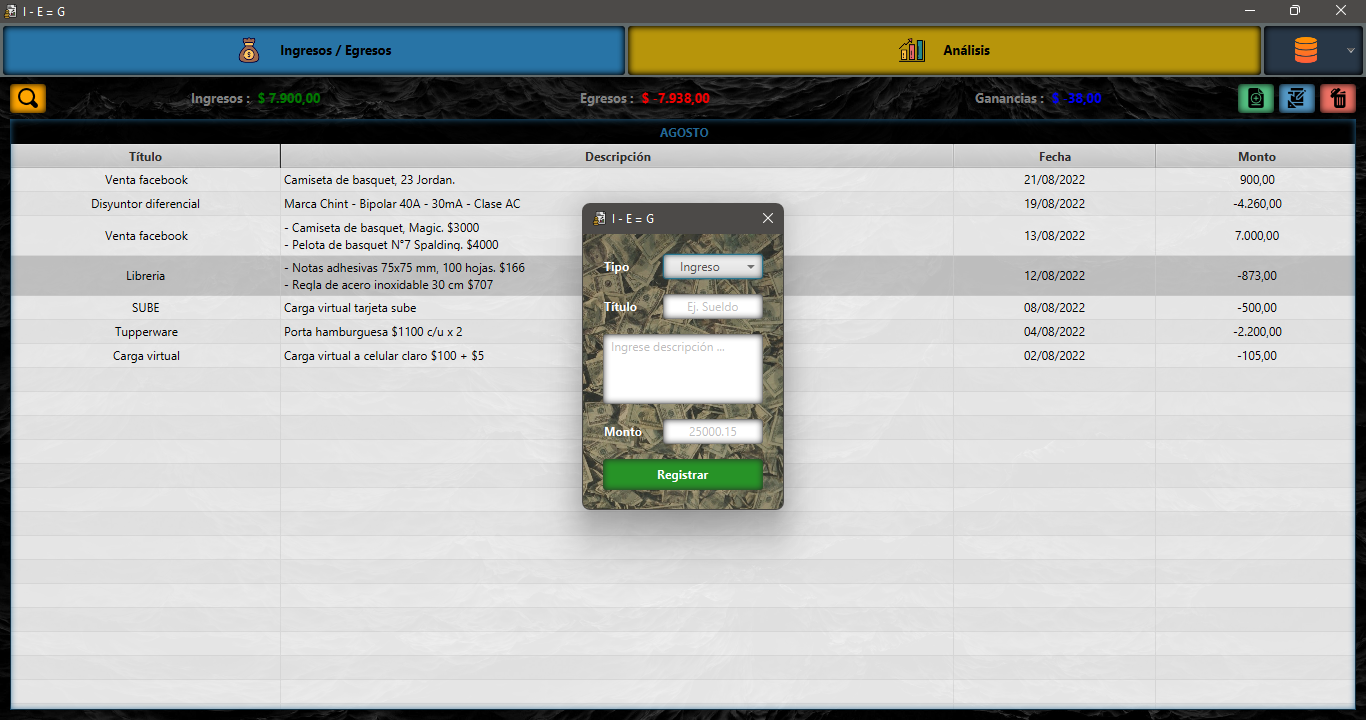 I - E = G
Ingresos / Egresos
Análisis
Ingresos : $ 7.900,00
Egresos : $ -7.938,00
Ganancias : $ -38,00
AGOSTO
Título Descripción Fecha Monto
Venta facebook Camiseta de basquet, 23 Jordan. 21/08/2022 900,00
Disyuntor diferencial Marca Chint - Bipolar 40A - 30mA - Clase AC 19/08/2022 -4.260,00
Venta facebook - Camiseta de basquet, Magic. $3000 13/08/2022 7.000,00
- Pelota de basquet N°7 Spalding. $4000
Libreria - Notas adhesivas 75x75 mm, 100 hojas. $166 12/08/2022 -873,00
- Regla de acero inoxidable 30 cm $707
SUBE Carga virtual tarjeta sube 08/08/2022 -500,00
Tupperware Porta hamburguesa $1100 c/u x 2 04/08/2022 -2.200,00
Carga virtual Carga virtual a celular claro $100 + $5 02/08/2022 -105,00
I - E = G
Tipo Ingreso
Título Ej. Sueldo
Ingrese descripción ...
Monto 25000.15
Registrar